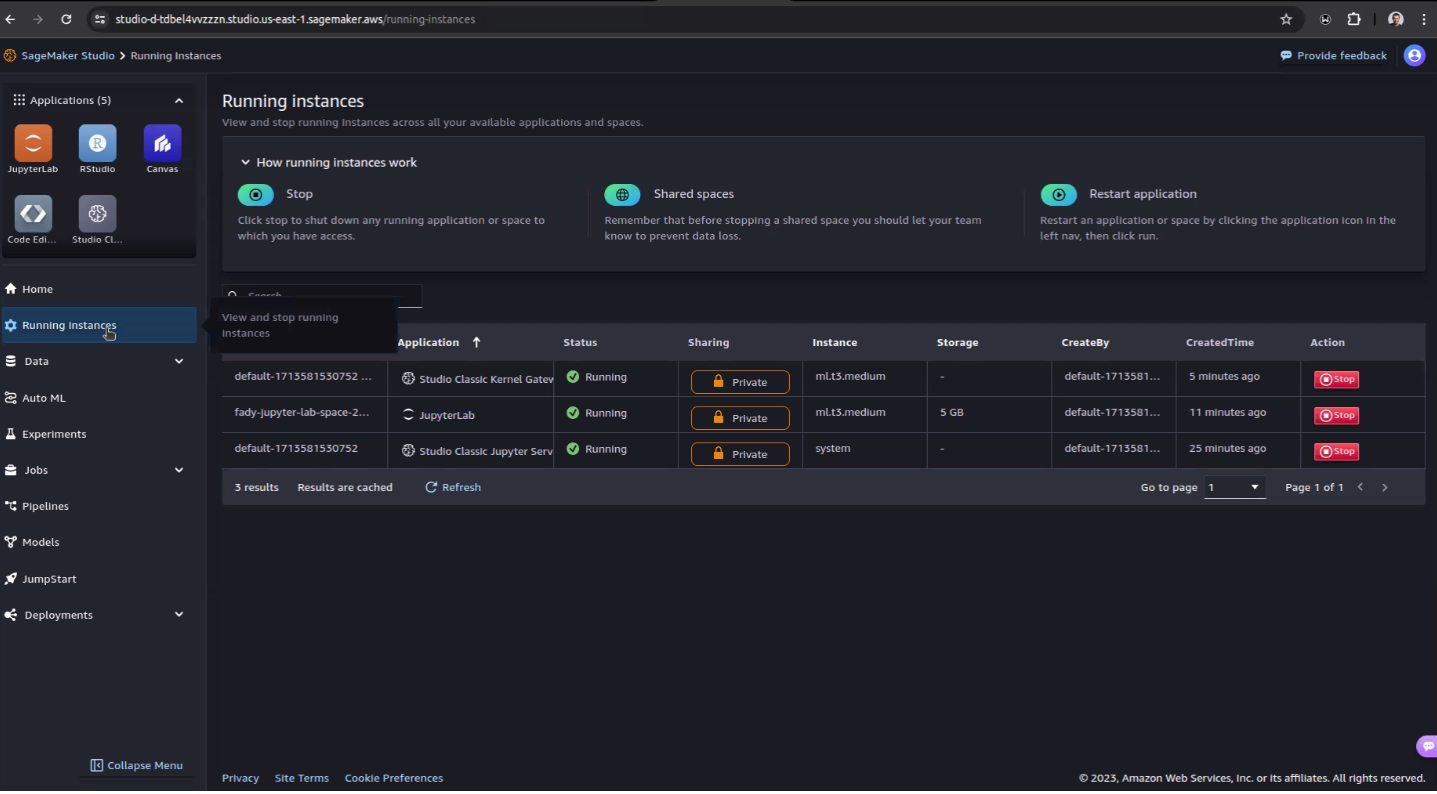 studio-d-tdbel4vvzzzn.studio.us-east-1.sagemaker.aws/running-instances
SageMaker Studio > Running Instances
Provide feedback
Applications (5)
JupyterLab
RStudio
Canvas
Code Edi...
Studio Cl...
Home
Running instances
Data
Auto ML
Experiments
Jobs
Pipelines
Models
JumpStart
Deployments
Collapse Menu
Running instances
View and stop running instances across all your available applications and spaces.
How running instances work
Stop
Click stop to shut down any running application or space to
which you have access.
Shared spaces
Remember that before stopping a shared space you should let your team
know to prevent data loss.
Restart application
Restart an application or space by clicking the application icon in the
left nav, then click run.
Search
View and stop running
instances
Application Status Sharing Instance Storage CreateBy CreatedTime Action
default-1713581530752 ... Studio Classic Kernel Gatew Running Private ml.t3.medium - default-1713581... 5 minutes ago Stop
fady-jupyter-lab-space-2... JupyterLab Running Private ml.t3.medium 5 GB default-1713581... 11 minutes ago Stop
default-1713581530752 Studio Classic Jupyter Serv Running Private system - default-1713581... 25 minutes ago Stop
3 results Results are cached Refresh Go to page 1 Page 1 of 1
Privacy Site Terms Cookie Preferences © 2023, Amazon Web Services, Inc. or its affiliates. All rights reserved.